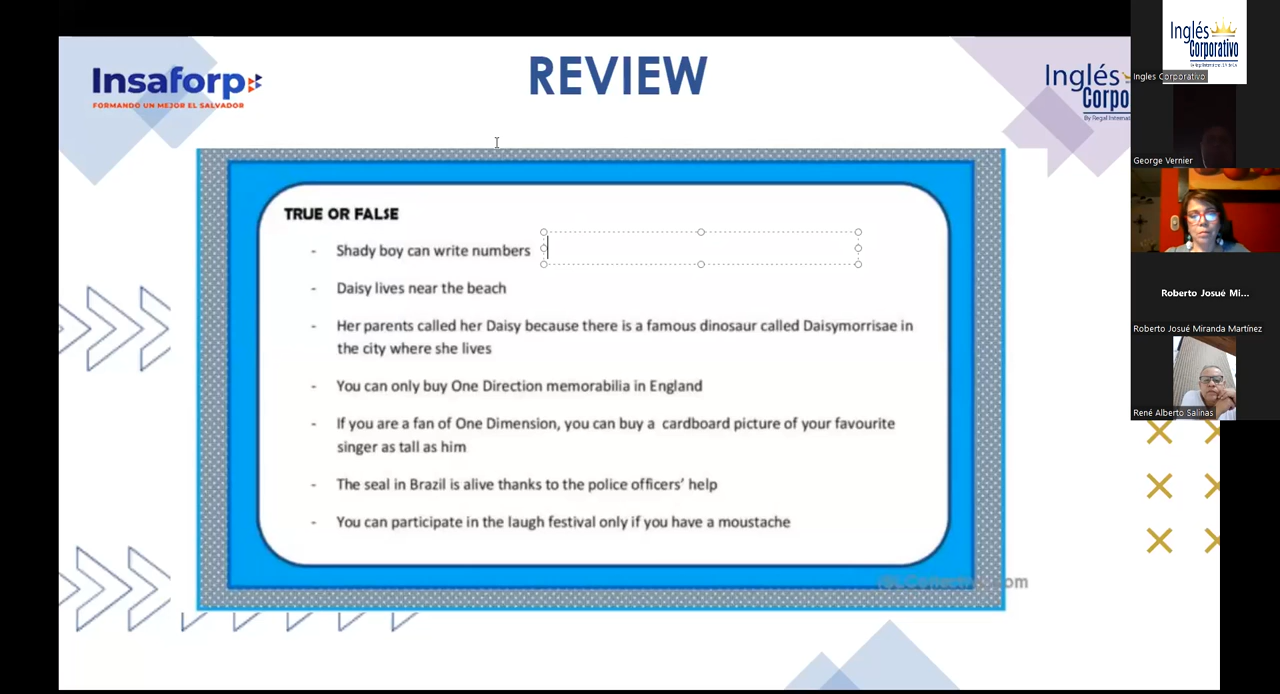 Insaforp
FORMANDO UN MEJOR EL SALVADOR
REVIEW
Inglés
Corpo
By Regal Internat
TRUE OR FALSE
- Shady boy can write numbers
- Daisy lives near the beach
- Her parents called her Daisy because there is a famous dinosaur called Daisymorrisae in
the city where she lives
- You can only buy One Direction memorabilia in England
- If you are a fan of One Dimension, you can buy a cardboard picture of your favourite
singer as tall as him
- The seal in Brazil is alive thanks to the police officers' help
- You can participate in the laugh festival only if you have a moustache
Inglés
Corporativo
Ingles Corporativo
George Vernier
Roberto Josué Mi...
Roberto Josué Miranda Martínez
René Alberto Salinas